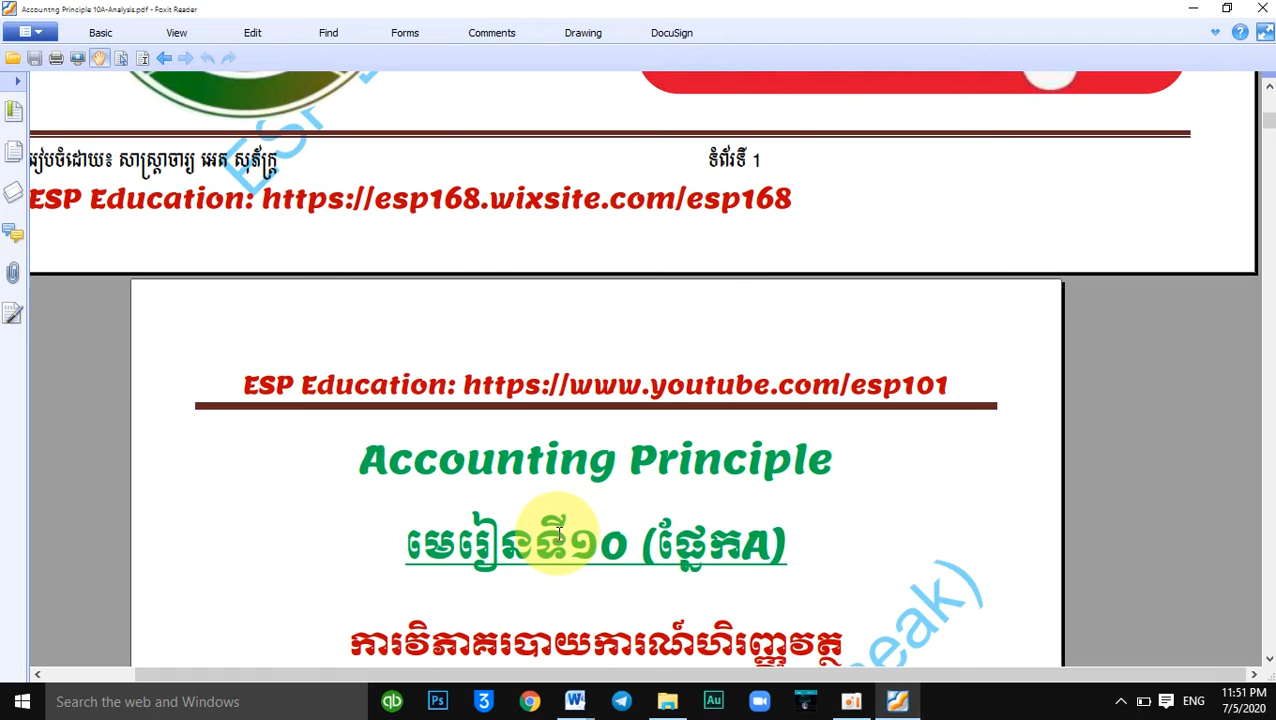 Accountng Principle 10A-Analysis.pdf - Foxit Reader
Basic View Edit Find Forms Comments Drawing DocuSign
រៀបចំដោយ៖ សាស្ត្រាចារ្យ អេត សុភ័ក្ត្រ ទំព័រទី 1
ESP Education: https://esp168.wixsite.com/esp168
ESP Education: https://www.youtube.com/esp101
Accounting Principle
មេរៀនទី១០ (ផ្នែកA)
ការវិភាគរបាយការណ៍ហិរញ្ញវត្ថុ
Search the web and Windows
ENG
11:51 PM
7/5/2020